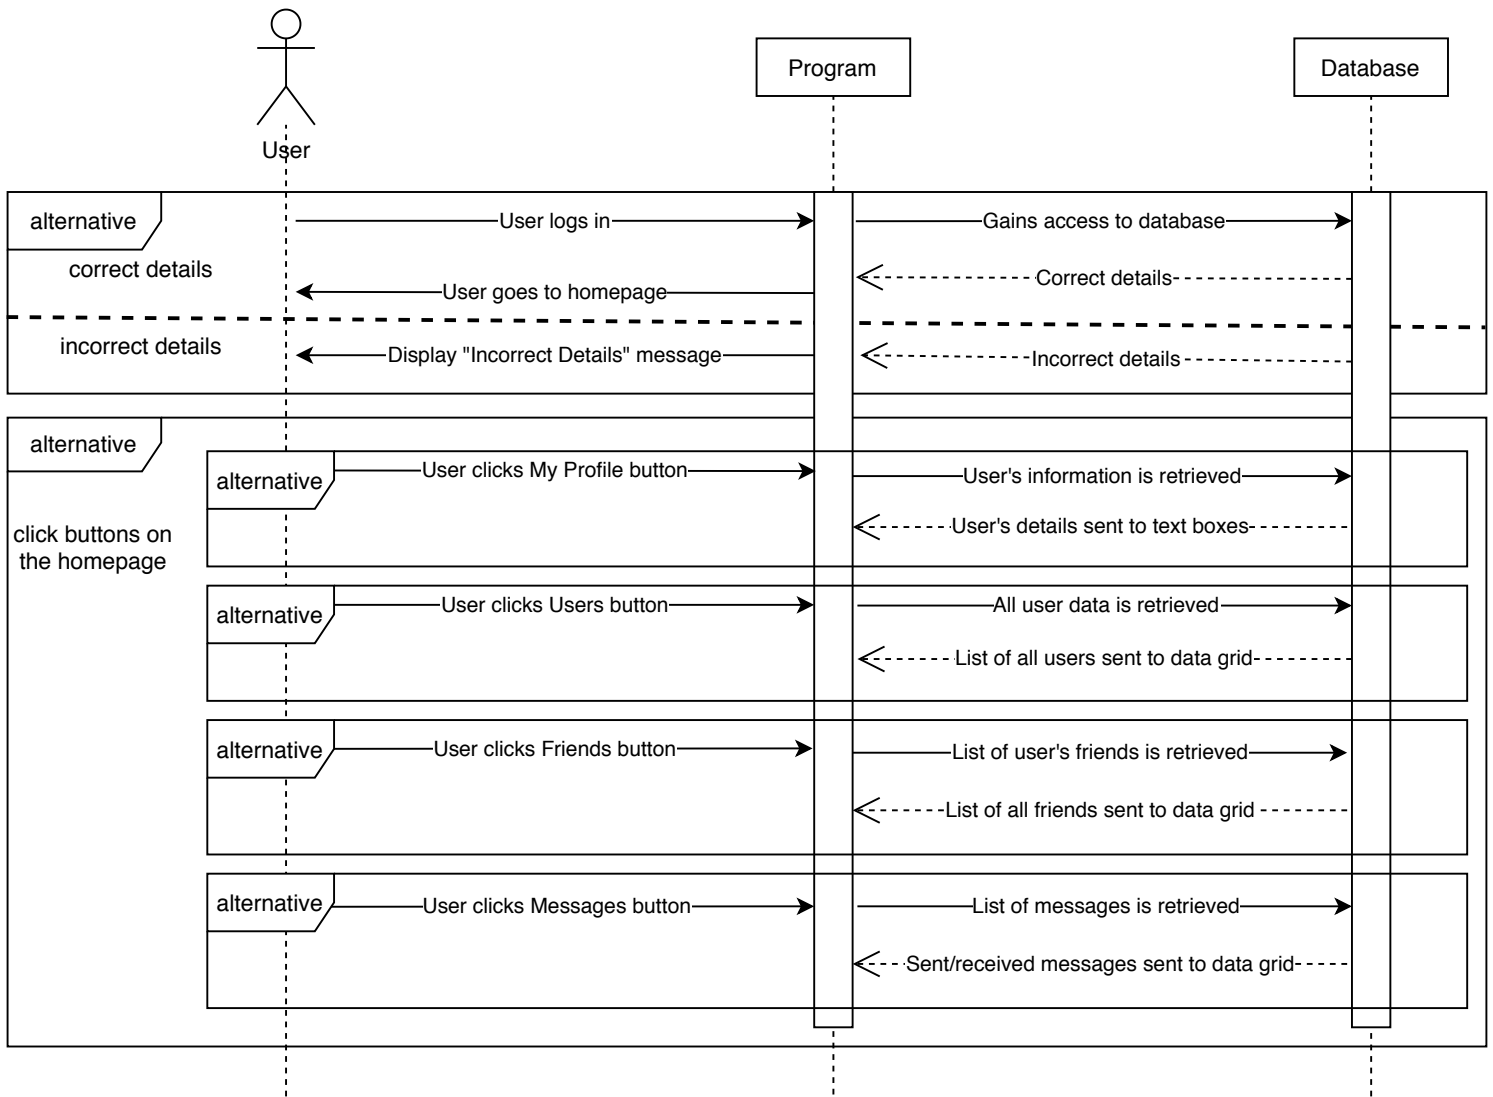 User
Program
Database
alternative
User logs in
Gains access to database
correct details
Correct details
User goes to homepage
incorrect details
Display "Incorrect Details" message
Incorrect details
alternative
alternative
User clicks My Profile button
User's information is retrieved
click buttons on
the homepage
User's details sent to text boxes
alternative
User clicks Users button
All user data is retrieved
List of all users sent to data grid
alternative
User clicks Friends button
List of user's friends is retrieved
List of all friends sent to data grid
alternative
User clicks Messages button
List of messages is retrieved
Sent/received messages sent to data grid